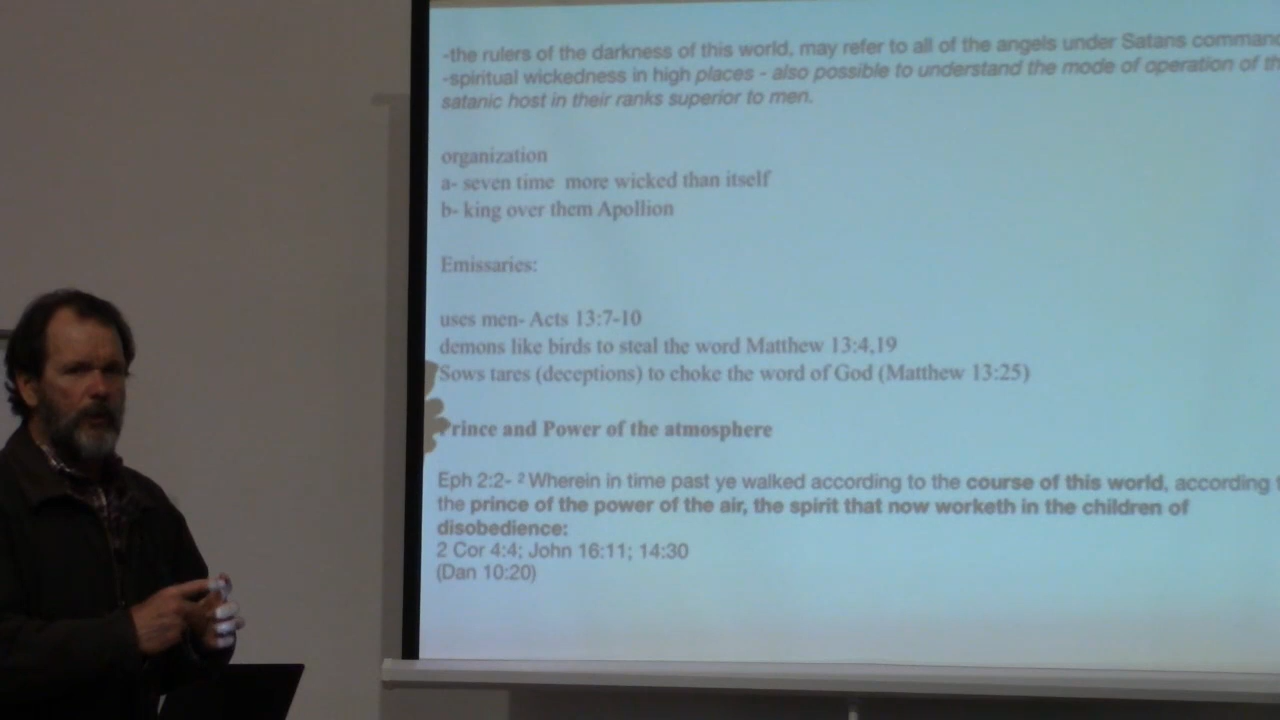 -the rulers of the darkness of this world, may refer to all of the angels under Satans
-spiritual wickedness in high places - also possible to understand the mode of operation of
satanic host in their ranks superior to men.
organization
a- seven time more wicked than itself
b- king over them Apollion
Emissaries:
uses men- Acts 13:7-10
demons like birds to steal the word Matthew 13:4,19
Sows tares (deceptions) to choke the word of God (Matthew 13:25)
Prince and Power of the atmosphere
Eph 2:2- ² Wherein in time past ye walked according to the course of this world, according
the prince of the power of the air, the spirit that now worketh in the children of
disobedience:
2 Cor 4:4; John 16:11; 14:30
(Dan 10:20)